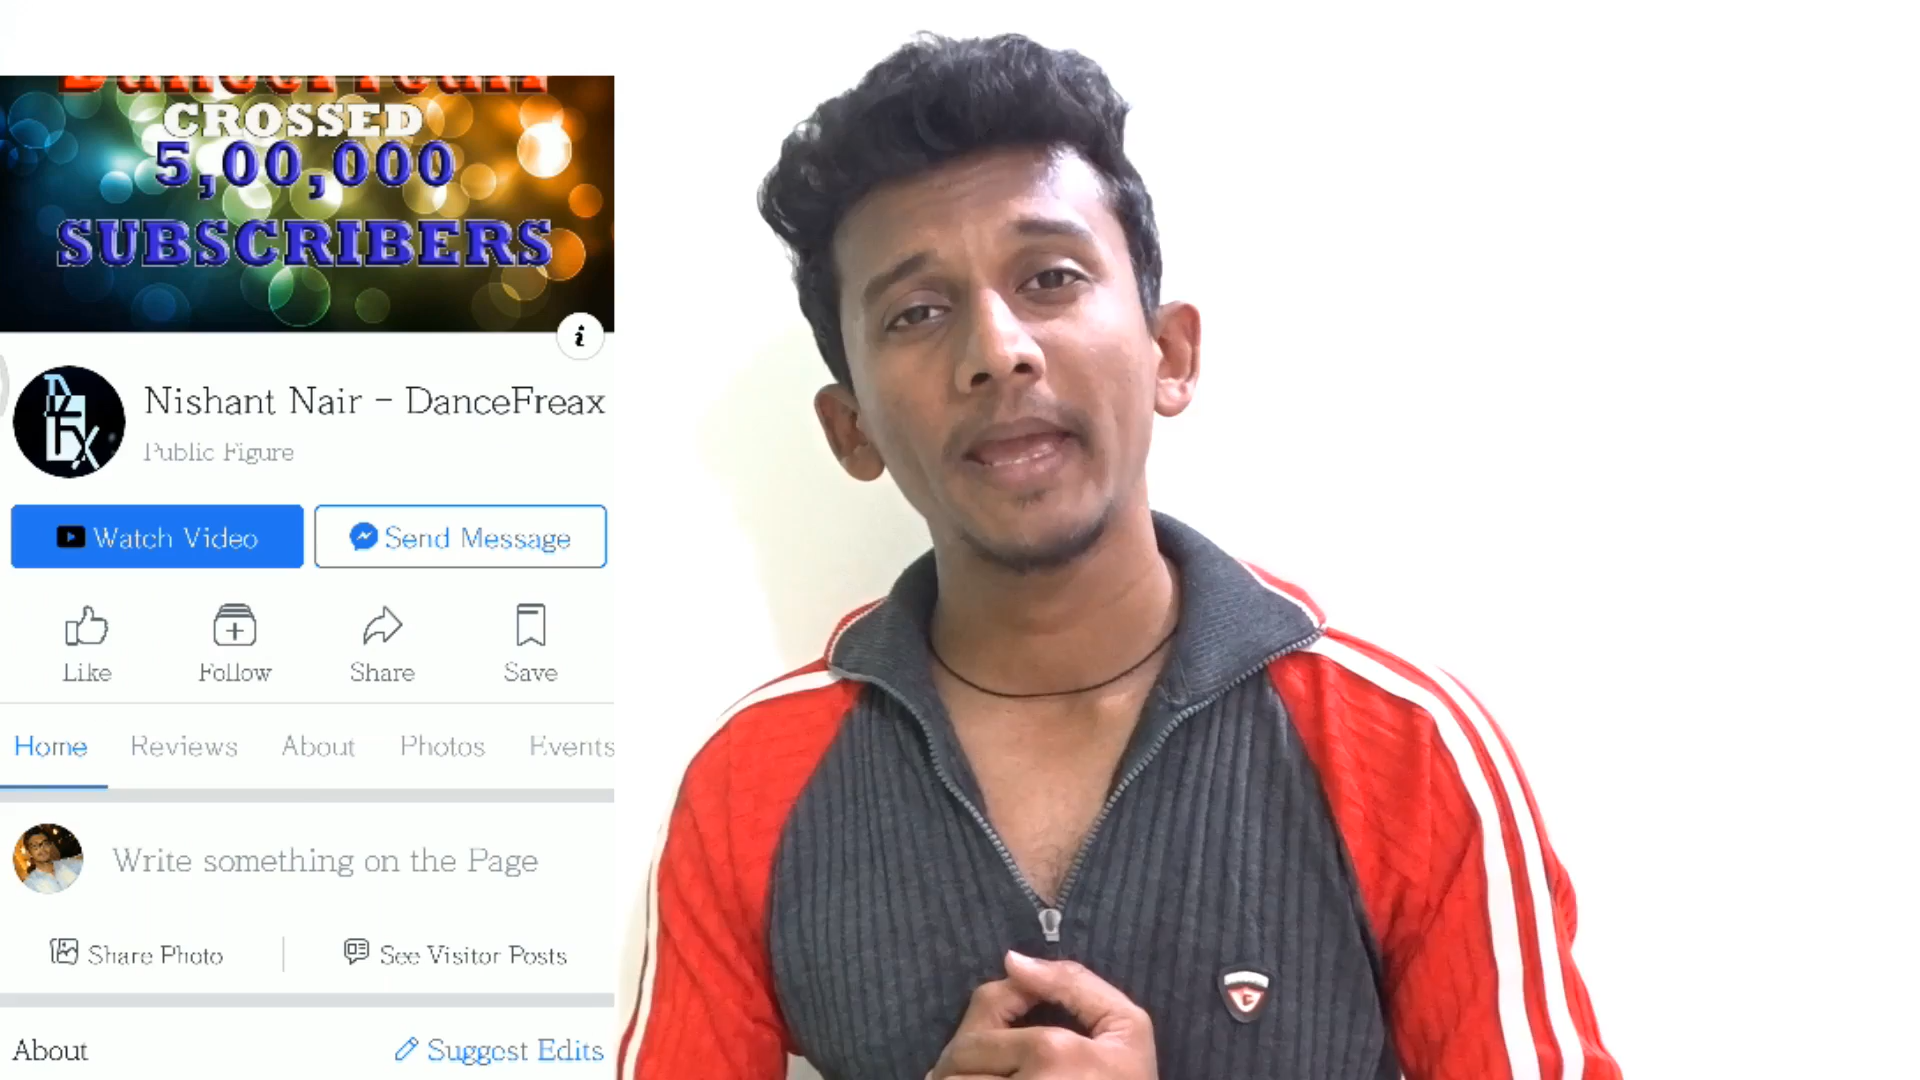 DanceFreax
CROSSED
5,00,000
SUBSCRIBERS
Nishant Nair - DanceFreax
Public Figure
Watch Video
Send Message
Like
Follow
Share
Save
Home
Reviews
About
Photos
Events
Write something on the Page
Share Photo
See Visitor Posts
About
Suggest Edits